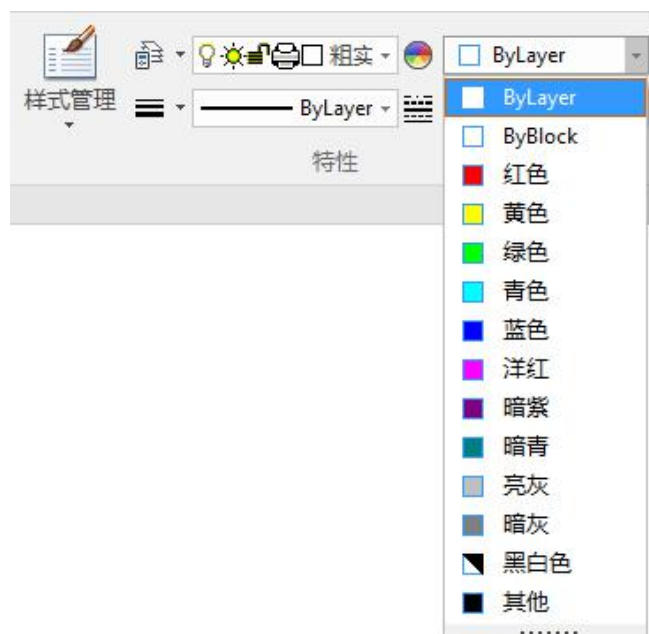 粗实
ByLayer
样式管理
ByLayer
特性
ByLayer
ByBlock
红色
黄色
绿色
青色
蓝色
洋红
暗紫
暗青
亮灰
暗灰
黑白色
其他